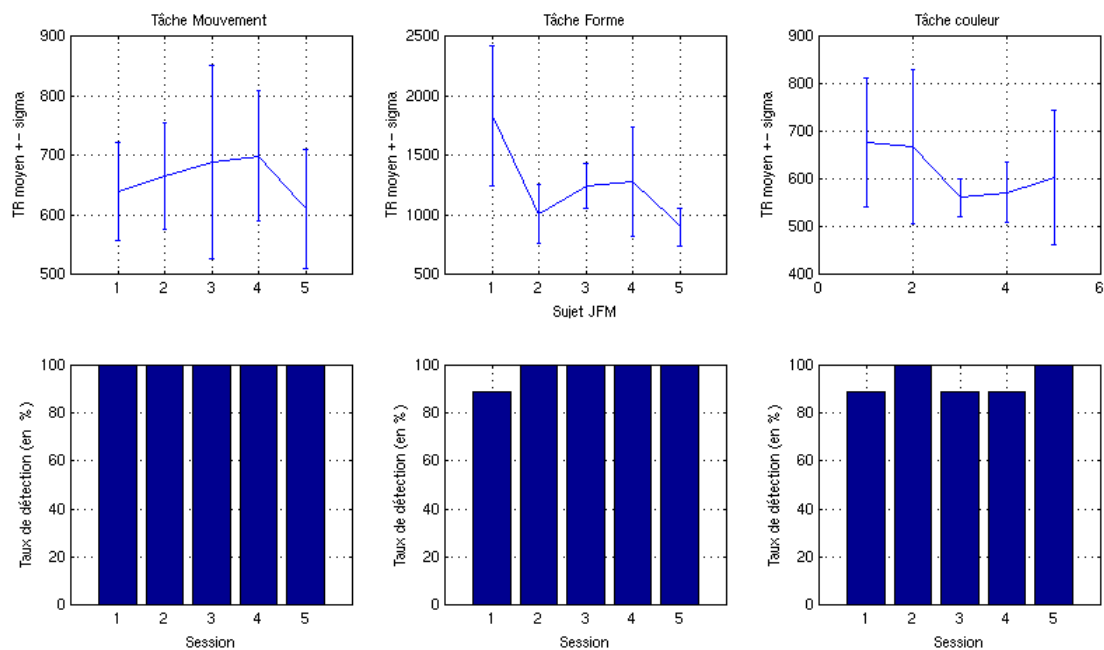 Tâche Mouvement
TR moyen +- sigma
900
800
700
600
500
1 2 3 4 5
Tâche Forme
TR moyen +- sigma
2500
2000
1500
1000
500
1 2 3 4 5
Sujet JFM
Tâche couleur
TR moyen +- sigma
900
800
700
600
500
400
0 2 4 6
Taux de détection (en %)
100
80
60
40
20
0
1 2 3 4 5
Session
Taux de détection (en %)
100
80
60
40
20
0
1 2 3 4 5
Session
Taux de détection (en %)
100
80
60
40
20
0
1 2 3 4 5
Session